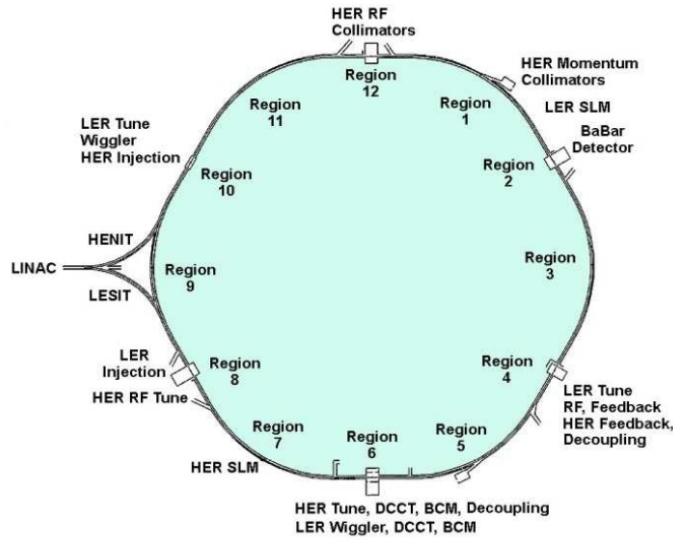 HER RF
Collimators
Region
12
HER Momentum
Collimators
Region
1
LER SLM
Region
11
BaBar
Detector
LER Tune
Wiggler
HER Injection
Region
2
Region
10
HENIT
LINAC
Region
9
Region
3
LESIT
LER
Injection
Region
8
Region
4
HER RF Tune
LER Tune
RF, Feedback
HER Feedback,
Decoupling
Region
7
Region
6
Region
5
HER SLM
HER Tune, DCCT, BCM, Decoupling
LER Wiggler, DCCT, BCM